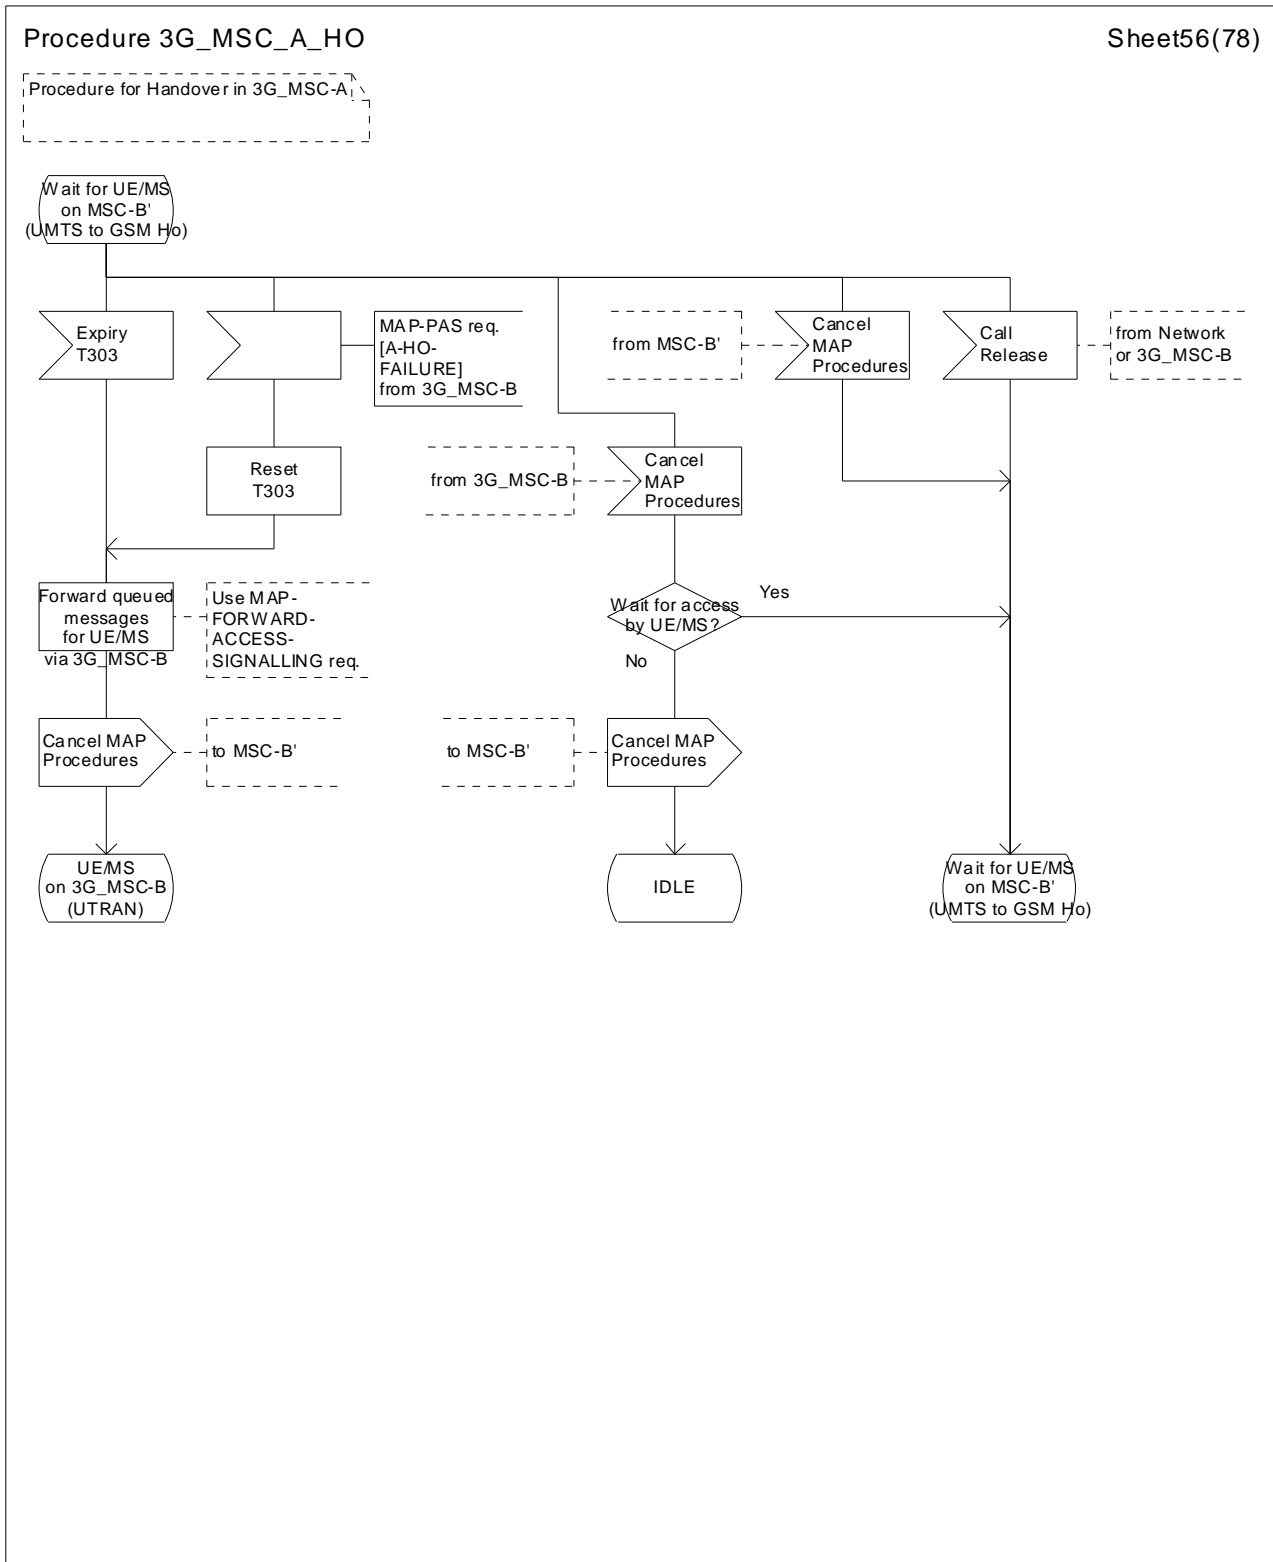 Procedure 3G_MSC_A_HO
Sheet56(78)
Procedure for Handover in 3G_MSC-A
Wait for UE/MS
on MSC-B'
(UMTS to GSM Ho)
Expiry
T303
MAP-PAS req.
[A-HO-
FAILURE]
from 3G_MSC-B
from MSC-B'
Cancel
MAP
Procedures
Call
Release
from Network
or 3G_MSC-B
Reset
T303
from 3G_MSC-B
Cancel
MAP
Procedures
Forward queued
messages
for UE/MS
via 3G_MSC-B
Use MAP-
FORWARD-
ACCESS-
SIGNALLING req.
Wait for access
by UE/MS?
Yes
No
Cancel MAP
Procedures
to MSC-B'
to MSC-B'
Cancel MAP
Procedures
UE/MS
on 3G_MSC-B
(UTRAN)
IDLE
Wait for UE/MS
on MSC-B'
(UMTS to GSM Ho)